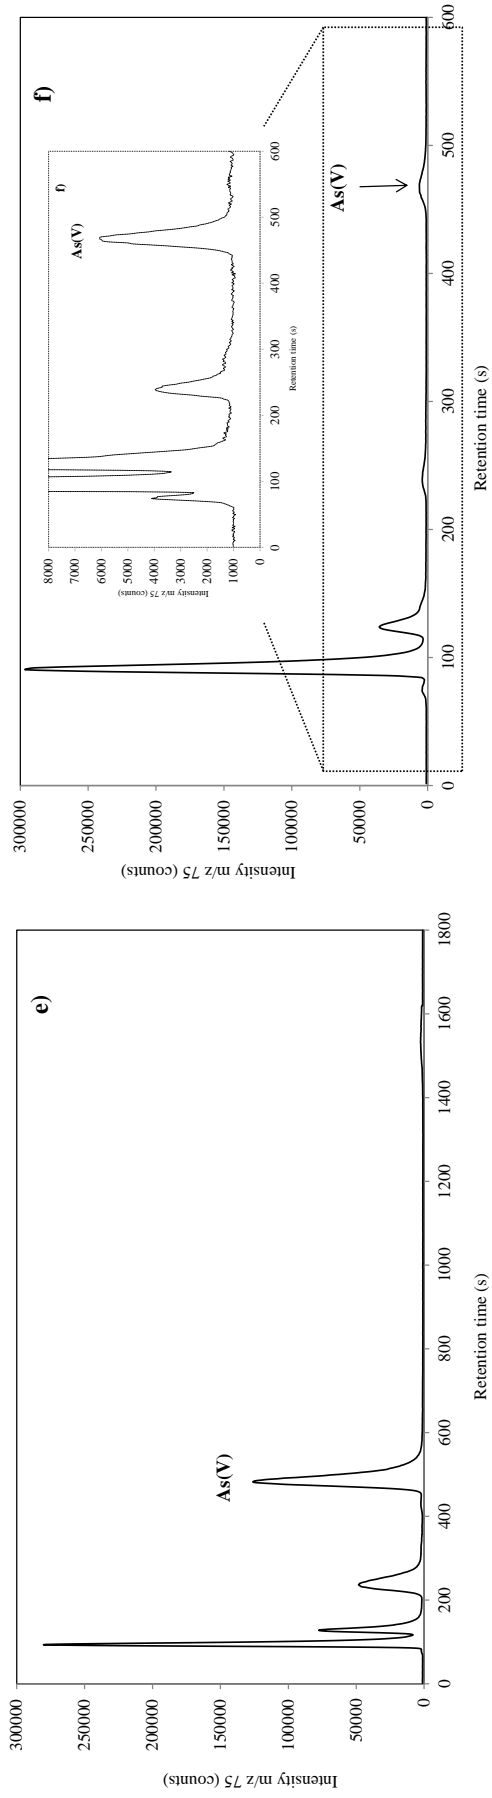 e)
As(V)
300000
250000
200000
150000
100000
50000
0
Intensity m/z 75 (counts)
0 200 400 600 800 1000 1200 1400 1600 1800
Retention time (s)
f)
300000
250000
200000
150000
100000
50000
0
Intensity m/z 75 (counts)
0 100 200 300 400 500 600
Retention time (s)
As(V)
f)
As(V)
8000
7000
6000
5000
4000
3000
2000
1000
0
Intensity m/z 75 (counts)
0 100 200 300 400 500 600
Retention time (s)